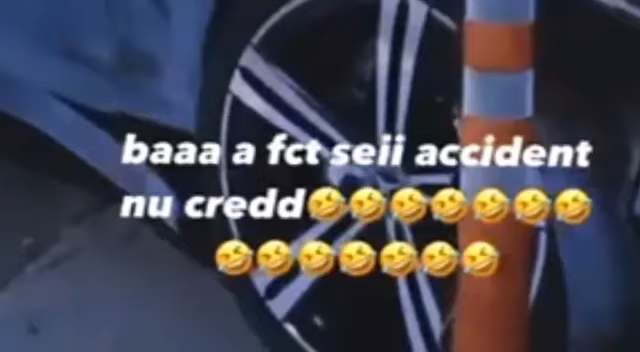 baaa a fct seii accident
nu credd🤣🤣🤣🤣🤣🤣🤣
🤣🤣🤣🤣🤣🤣🤣